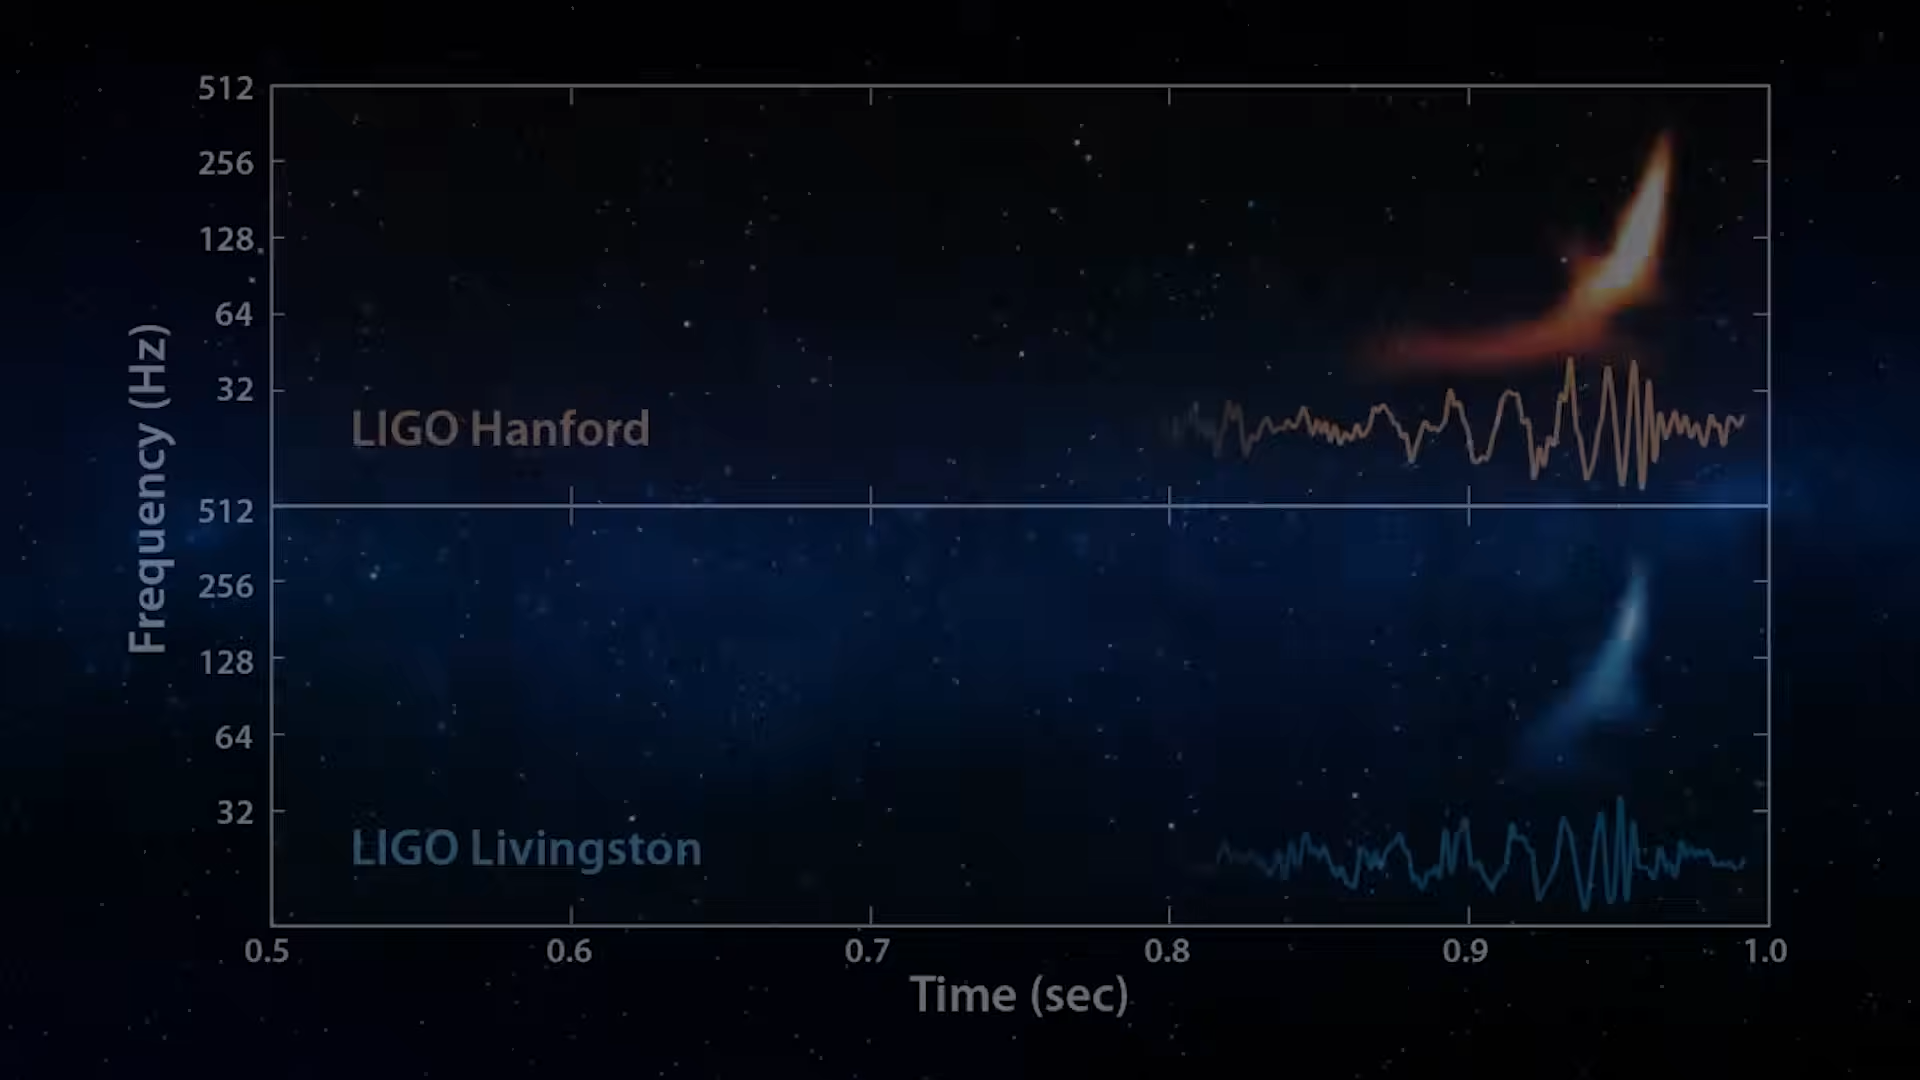 512
256
128
64
32
LIGO Hanford
512
256
128
64
32
LIGO Livingston
Frequency (Hz)
0.5 0.6 0.7 0.8 0.9 1.0
Time (sec)